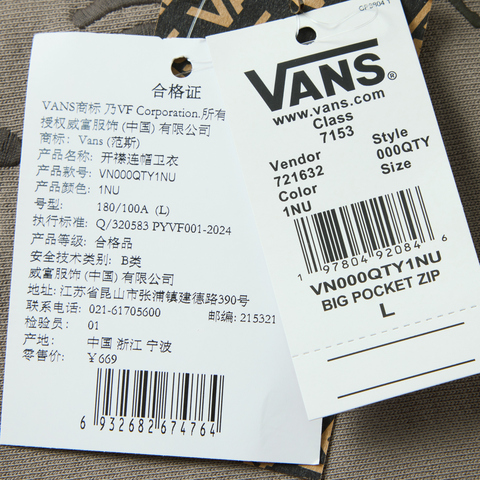 合格证
VANS商标 乃VF Corporation.所有
授权威富服饰 (中国) 有限公司
商标: Vans (范斯)
产品名称: 开襟连帽卫衣
产品款号: VN000QTY1NU
产品颜色: 1NU
号型: 180/100A (L)
执行标准: Q/320583 PYVF001-2024
产品等级: 合格品
安全技术类别: B类
威富服饰 (中国) 有限公司
地址: 江苏省昆山市张浦镇建德路390号
联系电话: 021-61705600 邮编: 215321
检验员: 01
产地: 中国 浙江 宁波
零售价: ￥669
6 932682 674764
VANS®
www.vans.com
Class
7153
Vendor
721632
Color
1NU
Style
000QTY
Size
1 97804 92084 6
VN000QTY1NU
BIG POCKET ZIP
L